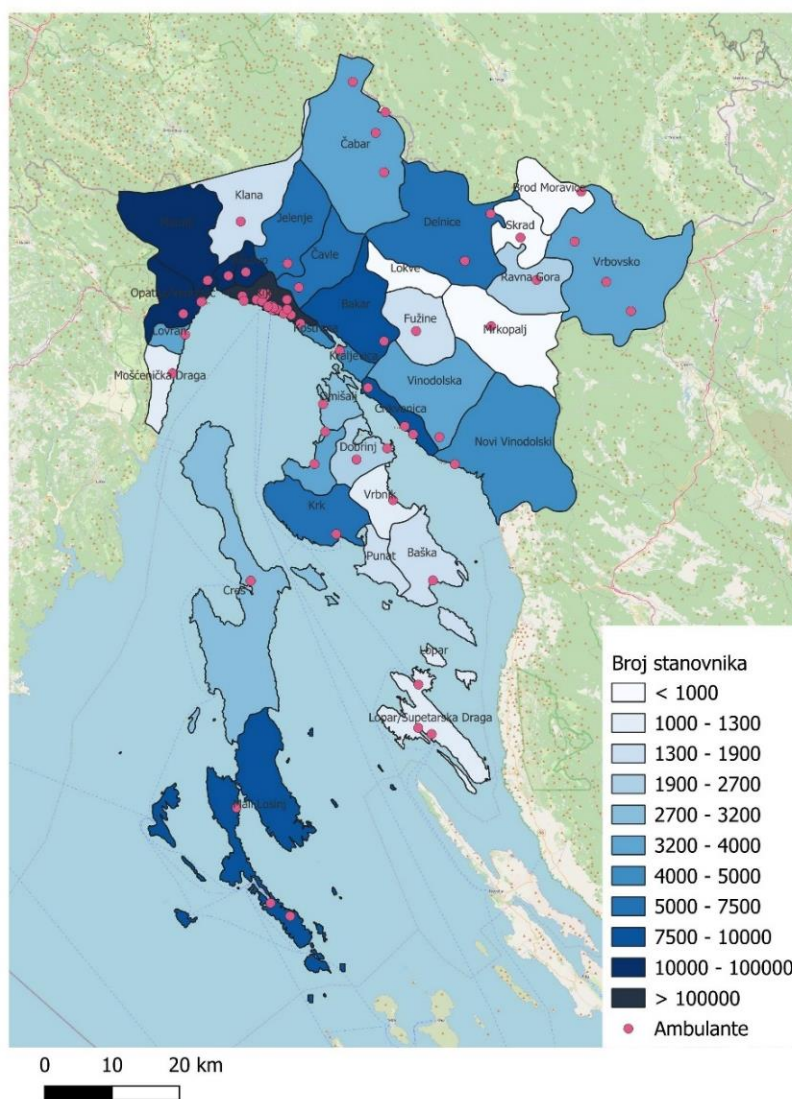 Čabar
Klana
Brod Moravice
Jelenje
Delnice
Skrad
Čavle
Vrbovsko
Lokve
Ravna Gora
Bakar
Fužine
Mrkopalj
Lovran
Kraljevica
Mošćenička Draga
Vinodolska
Omišalj
Crikvenica
Dobrinj
Novi Vinodolski
Krk
Vrbnik
Punat
Baška
Cres
Lopar
Lopar/Supetarska Draga
Mali Lošinj
Broj stanovnika
< 1000
1000 - 1300
1300 - 1900
1900 - 2700
2700 - 3200
3200 - 4000
4000 - 5000
5000 - 7500
7500 - 10000
10000 - 100000
> 100000
Ambulante
0 10 20 km